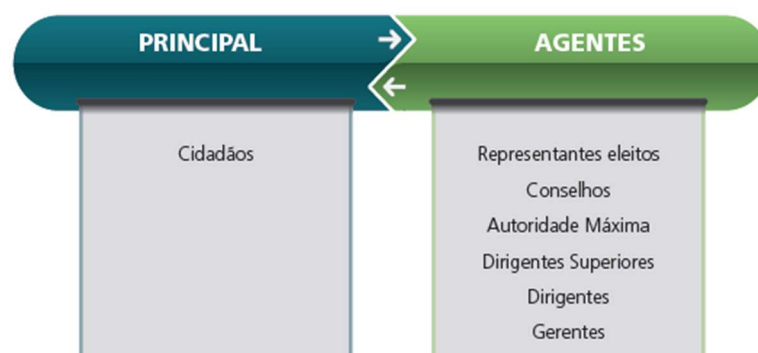 PRINCIPAL
AGENTES
Cidadãos
Representantes eleitos
Conselhos
Autoridade Máxima
Dirigentes Superiores
Dirigentes
Gerentes